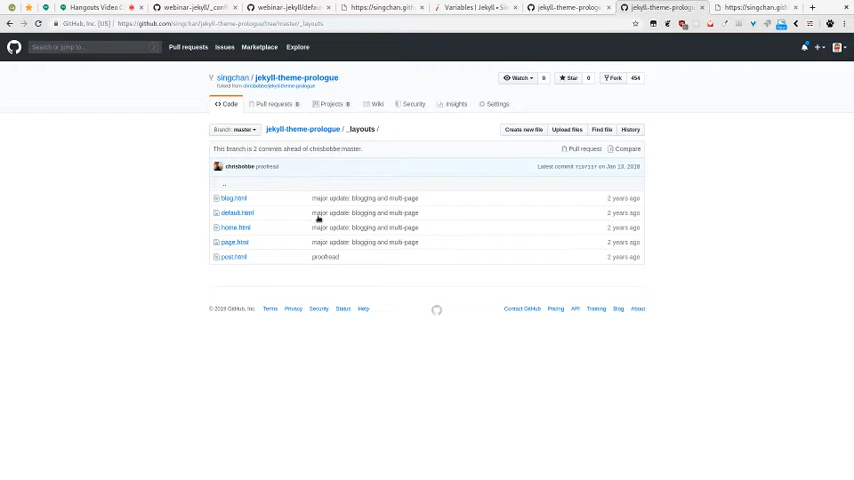 Hangouts Video C
webinar-jekyll/_confi
webinar-jekyll/defau
https://singchan.gith
Variables | Jekyll • Si
jekyll-theme-prologu
jekyll-theme-prologu
https://singchan.gith
GitHub, Inc. [US]
https://github.com/singchan/jekyll-theme-prologue/tree/master/_layouts
Search or jump to...
Pull requests
Issues
Marketplace
Explore
singchan / jekyll-theme-prologue
forked from chrisbobbe/jekyll-theme-prologue
Watch
0
Star
0
Fork
454
Code
Pull requests 0
Projects 0
Wiki
Security
Insights
Settings
Branch: master
jekyll-theme-prologue / _layouts /
Create new file
Upload files
Find file
History
This branch is 2 commits ahead of chrisbobbe:master.
Pull request
Compare
chrisbobbe proofread
Latest commit on Jan 13, 2018
..
blog.html major update: blogging and multi-page 2 years ago
default.html major update: blogging and multi-page 2 years ago
home.html major update: blogging and multi-page 2 years ago
page.html major update: blogging and multi-page 2 years ago
post.html proofread 2 years ago
© 2019 GitHub, Inc.
Terms
Privacy
Security
Status
Help
Contact GitHub
Pricing
API
Training
Blog
About